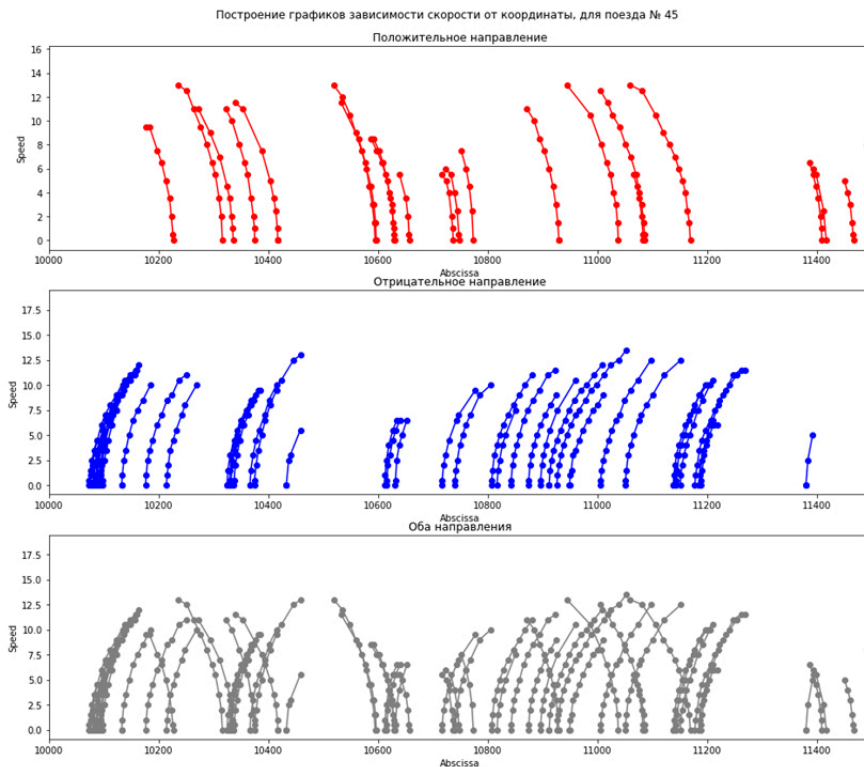 Построение графиков зависимости скорости от координаты, для поезда № 45
Положительное направление
16
14
12
10
8
6
4
2
0
Speed
10000 10200 10400 10600 10800 11000 11200 11400
Abscissa
Отрицательное направление
17.5
15.0
12.5
10.0
7.5
5.0
2.5
0.0
Speed
10000 10200 10400 10600 10800 11000 11200 11400
Abscissa
Оба направления
17.5
15.0
12.5
10.0
7.5
5.0
2.5
0.0
Speed
10000 10200 10400 10600 10800 11000 11200 11400
Abscissa